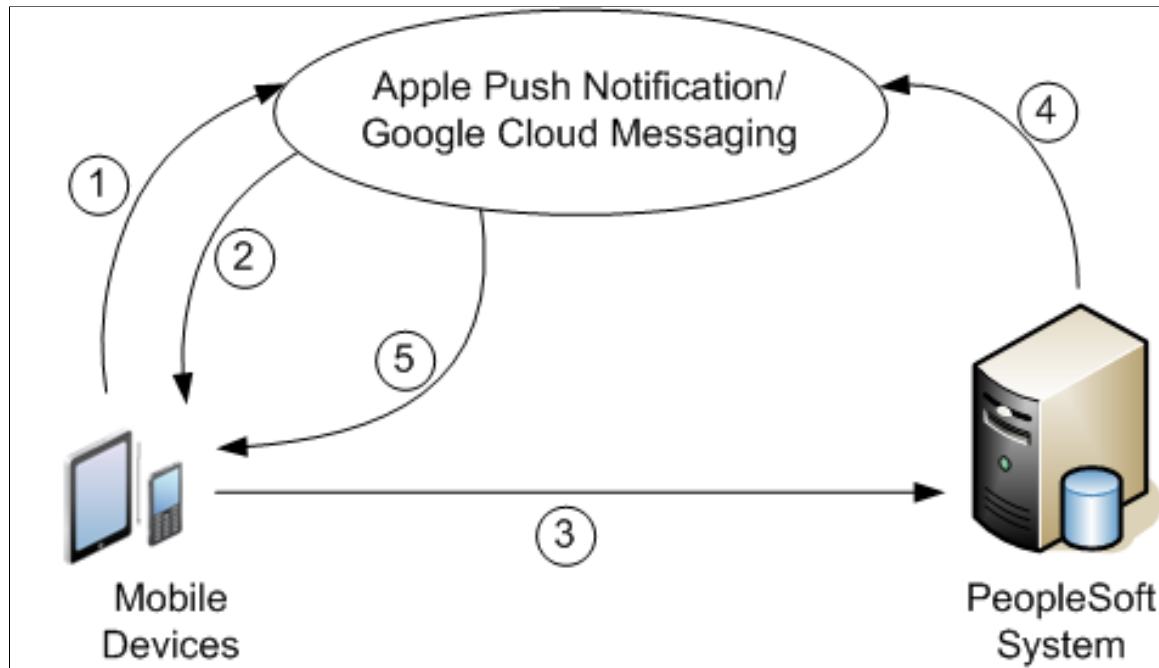 Apple Push Notification/
Google Cloud Messaging
4
1
2
5
3
Mobile
Devices
PeopleSoft
System